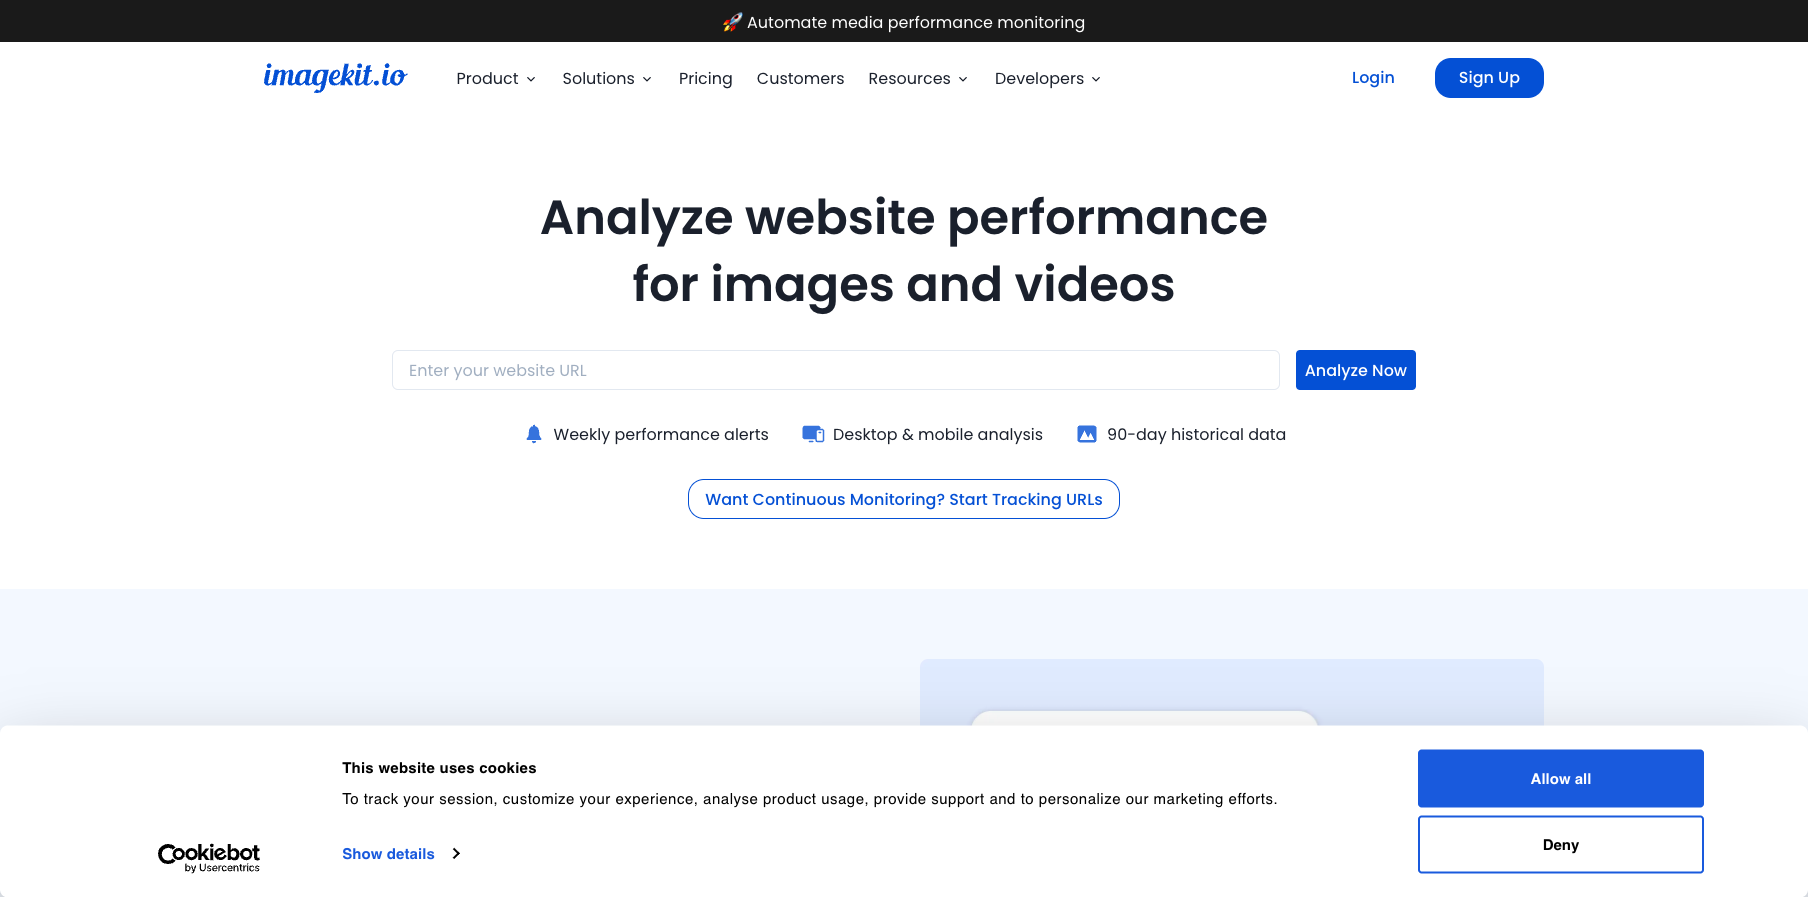 🚀 Automate media performance monitoring
imagekit.io Product Solutions Pricing Customers Resources Developers Login Sign Up
Analyze website performance
for images and videos
Enter your website URL Analyze Now
Weekly performance alerts Desktop & mobile analysis 90-day historical data
Want Continuous Monitoring? Start Tracking URLs
This website uses cookies
To track your session, customize your experience, analyse product usage, provide support and to personalize our marketing efforts.
Show details
Cookiebot
by Usercentrics
Allow all
Deny